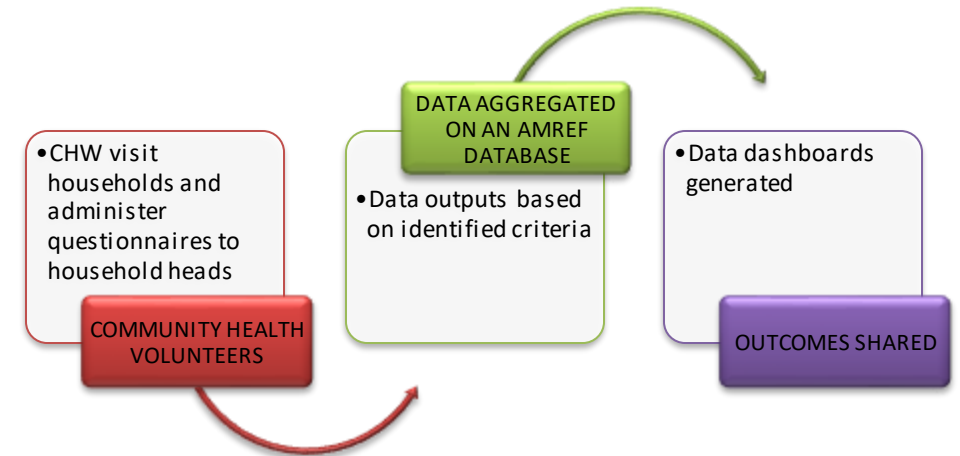 •CHW visit
households and
administer
questionnaires to
household heads
COMMUNITY HEALTH
VOLUNTEERS
DATA AGGREGATED
ON AN AMREF
DATABASE
•Data outputs based
on identified criteria
•Data dashboards
generated
OUTCOMES SHARED